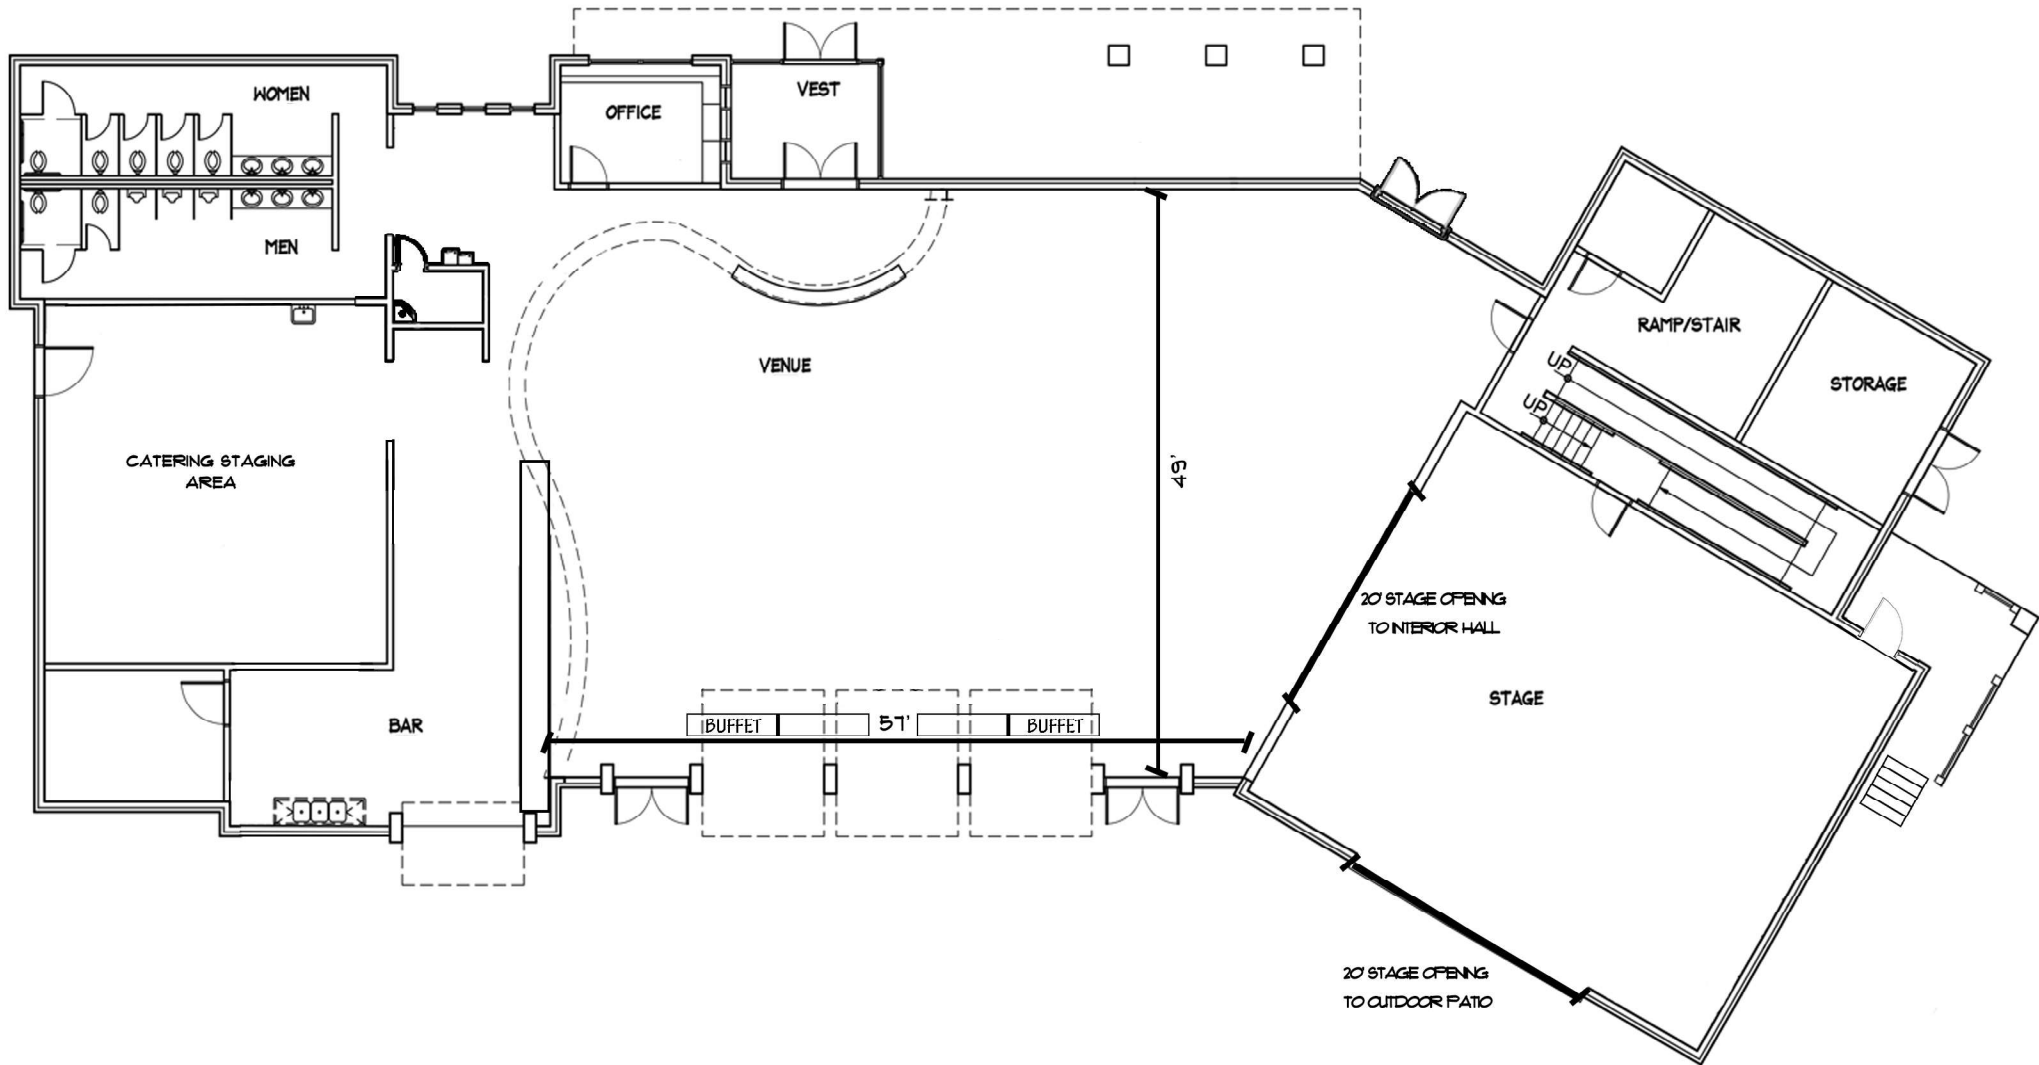 WOMEN
VEST
OFFICE
MEN
RAMP/STAIR
UP
VENUE
STORAGE
UP
CATERING STAGING
AREA
49'
20' STAGE OPENING
TO INTERIOR HALL
STAGE
BAR
BUFFET
57'
BUFFET
20' STAGE OPENING
TO OUTDOOR PATIO